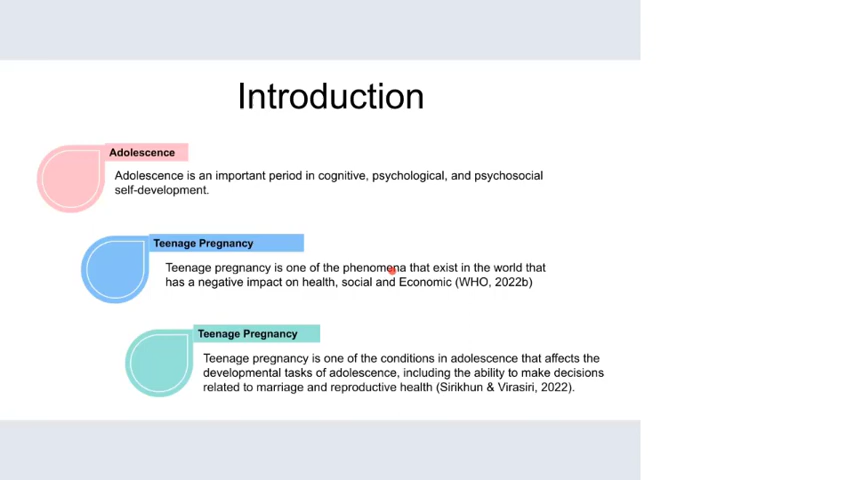 Introduction
Adolescence
Adolescence is an important period in cognitive, psychological, and psychosocial
self-development.
Teenage Pregnancy
Teenage pregnancy is one of the phenomena that exist in the world that
has a negative impact on health, social and Economic (WHO, 2022b)
Teenage Pregnancy
Teenage pregnancy is one of the conditions in adolescence that affects the
developmental tasks of adolescence, including the ability to make decisions
related to marriage and reproductive health (Sirikhun & Virasiri, 2022).